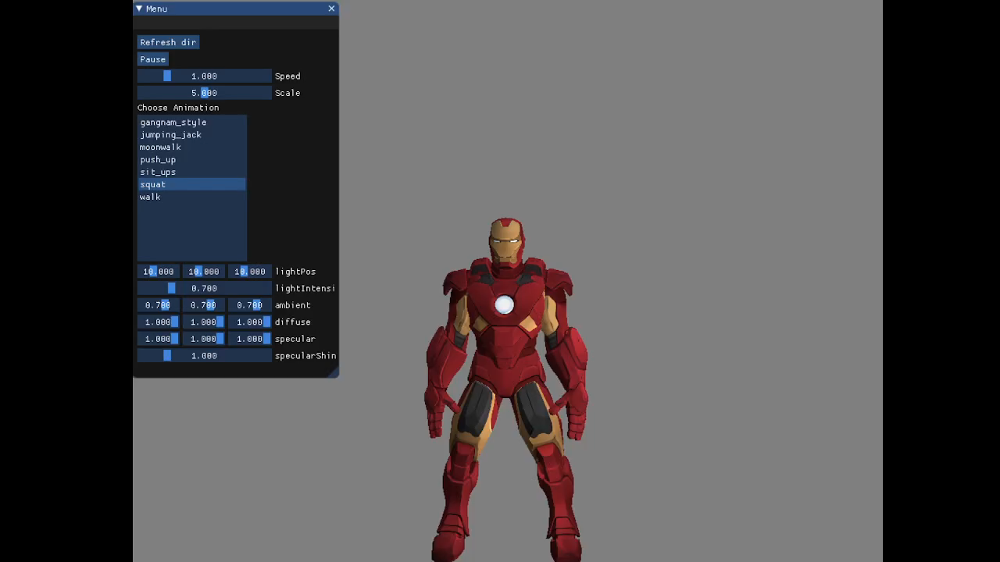 Menu
Refresh dir
Pause
1.000 Speed
5.000 Scale
Choose Animation
gangnam_style
jumping_jack
moonwalk
push_up
sit_ups
squat
walk
10.000 10.000 10.000 lightPos
0.700 lightIntensi
0.700 0.700 0.700 ambient
1.000 1.000 1.000 diffuse
1.000 1.000 1.000 specular
1.000 specularShin